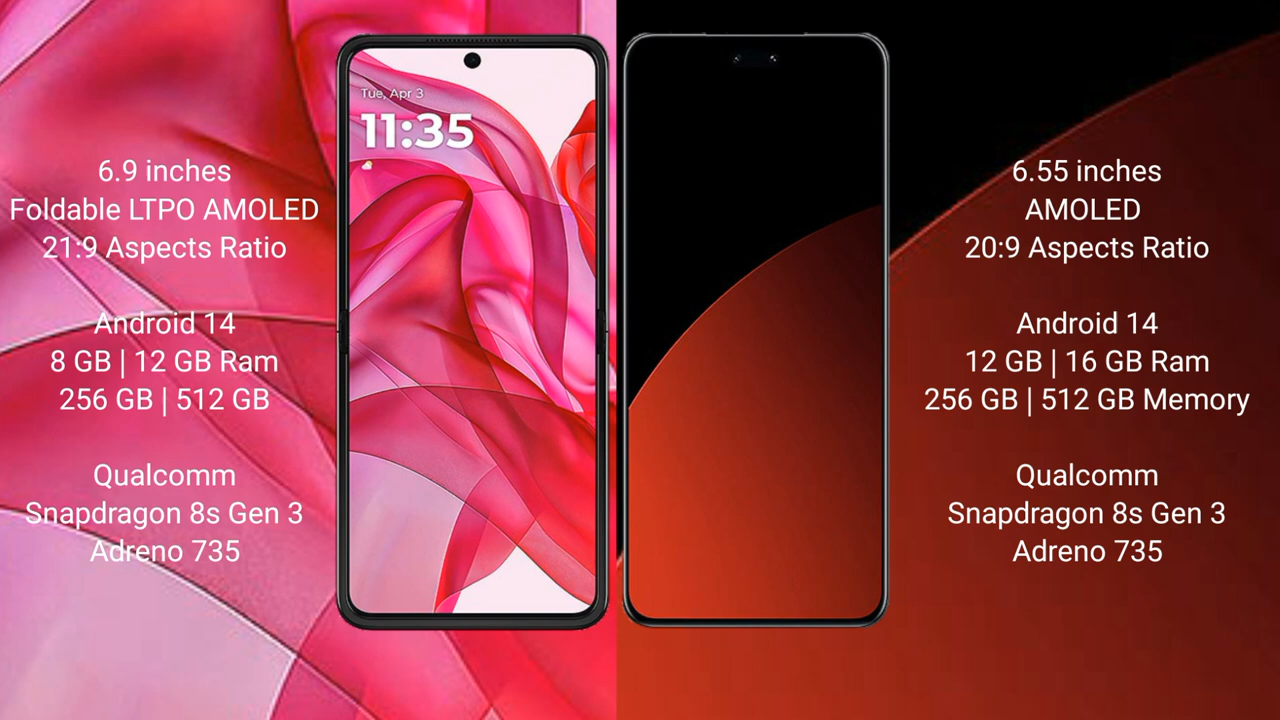 Tue, Apr 3
11:35
6.9 inches
Foldable LTPO AMOLED
21:9 Aspects Ratio
Android 14
8 GB | 12 GB Ram
256 GB | 512 GB
Qualcomm
Snapdragon 8s Gen 3
Adreno 735
6.55 inches
AMOLED
20:9 Aspects Ratio
Android 14
12 GB | 16 GB Ram
256 GB | 512 GB Memory
Qualcomm
Snapdragon 8s Gen 3
Adreno 735